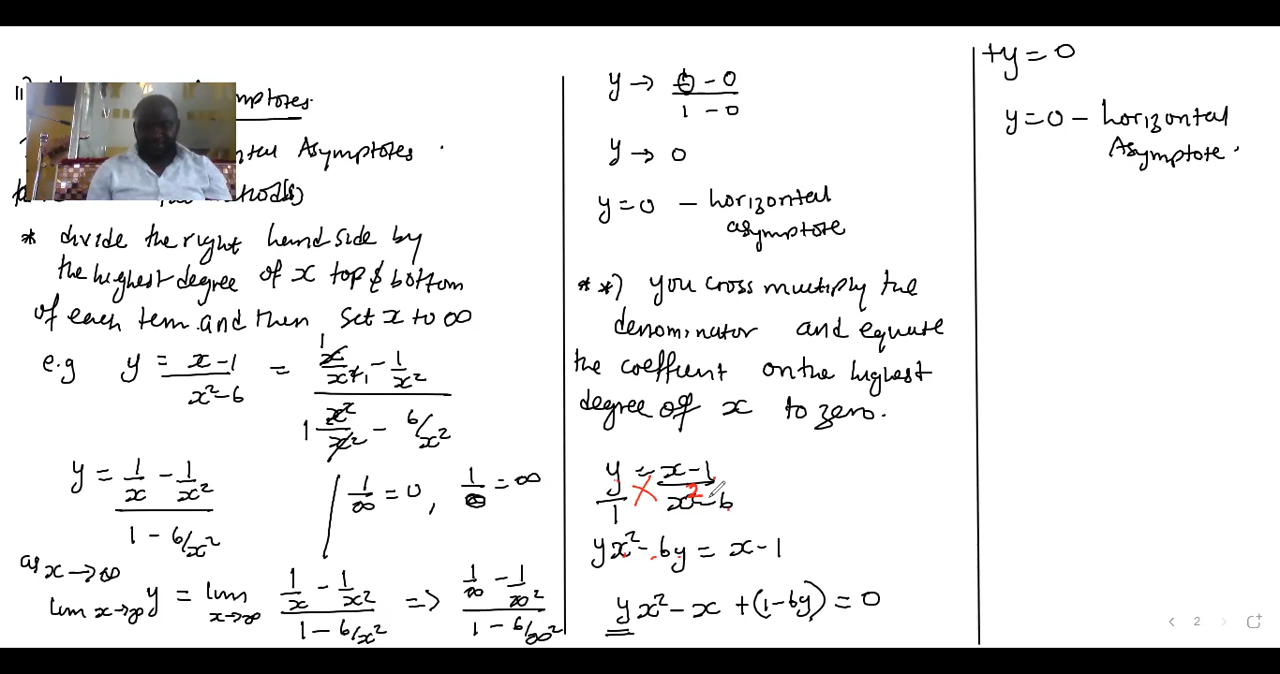 Asymptotes.
Asymptotes.
* divide the right hand side by
the highest degree of x top & bottom
of each term and then set x to ∞
e.g y = (x-1)/(x²-6) = (x/x² - 1/x²)/(x²/x² - 6/x²)
y = (1/x - 1/x²)/(1 - 6/x²) | 1/∞ = 0, 1/0 = ∞
as x → ∞
lim x→∞ y = lim x→∞ (1/x - 1/x²)/(1 - 6/x²) => (1/∞ - 1/∞²)/(1 - 6/∞²)
y → (0 - 0)/(1 - 0)
y → 0
y = 0 - horizontal
asymptote
**) you cross multiply the
denominator and equate
the coeffient on the highest
degree of x to zero.
y/1 = (x-1)/(x²-6)
yx² - 6y = x - 1
yx² - x + (1-6y) = 0
+y = 0
y = 0 - horizontal
Asymptote.
2